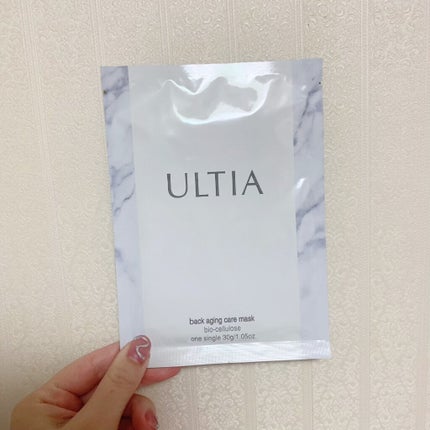 ULTIA
back aging care mask
bio-cellulose
one single 30g/1.05oz